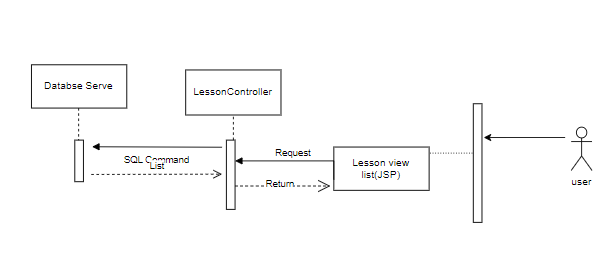 Databse Serve
LessonController
SQL Command
List
Request
Return
Lesson view
list(JSP)
user